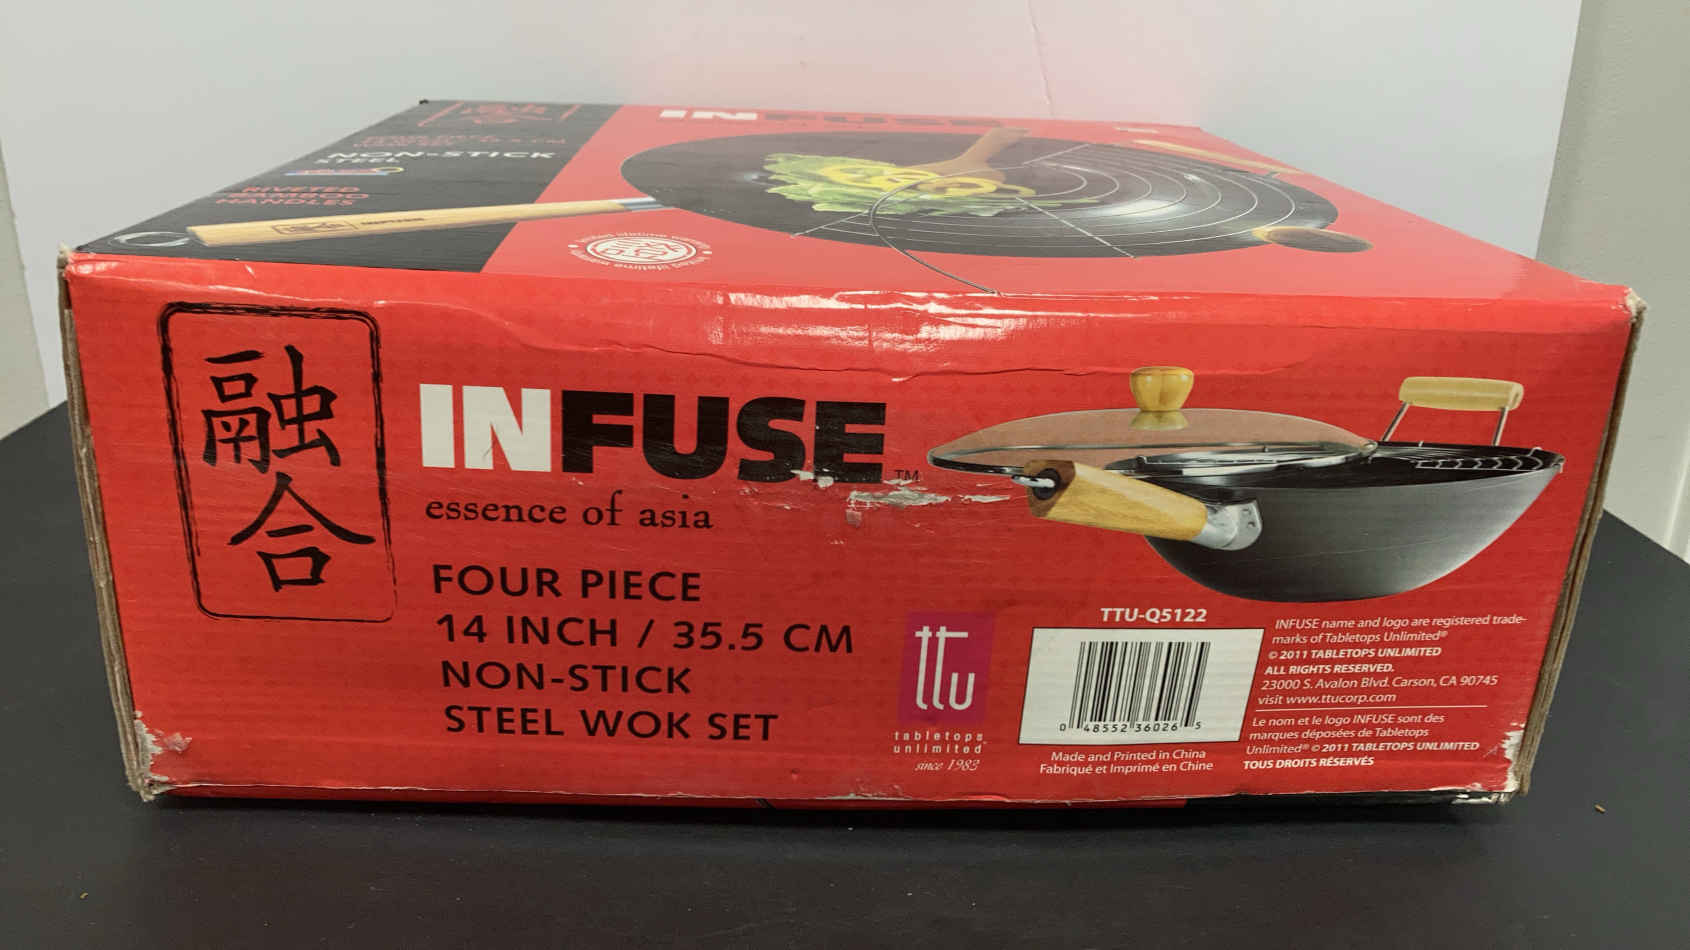 INFUSE
NON-STICK
STEEL
RIVETED
BAMBOO
HANDLES
融
合
INFUSE™
essence of asia
FOUR PIECE
14 INCH / 35.5 CM
NON-STICK
STEEL WOK SET
ttu
tabletops
unlimited
since 1983
TTU-Q5122
0 48552 36026 5
Made and Printed in China
Fabriqué et Imprimé en Chine
INFUSE name and logo are registered trade-
marks of Tabletops Unlimited®
© 2011 TABLETOPS UNLIMITED
ALL RIGHTS RESERVED.
23000 S. Avalon Blvd. Carson, CA 90745
visit www.ttucorp.com
Le nom et le logo INFUSE sont des
marques déposées de Tabletops
Unlimited® © 2011 TABLETOPS UNLIMITED
TOUS DROITS RÉSERVÉS